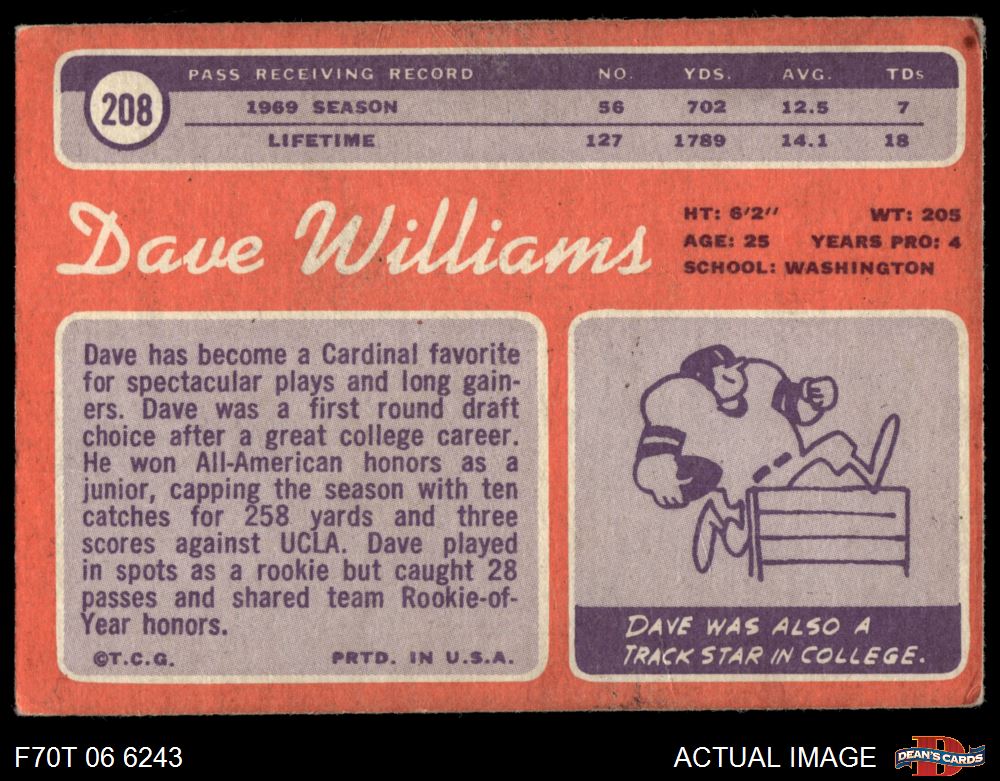 PASS RECEIVING RECORD NO. YDS. AVG. TDs
208
1969 SEASON 56 702 12.5 7
LIFETIME 127 1789 14.1 18
Dave Williams
HT: 6'2" WT: 205
AGE: 25 YEARS PRO: 4
SCHOOL: WASHINGTON
Dave has become a Cardinal favorite
for spectacular plays and long gain-
ers. Dave was a first round draft
choice after a great college career.
He won All-American honors as a
junior, capping the season with ten
catches for 258 yards and three
scores against UCLA. Dave played
in spots as a rookie but caught 28
passes and shared team Rookie-of-
Year honors.
©T.C.G. PRTD. IN U.S.A.
DAVE WAS ALSO A
TRACK STAR IN COLLEGE.
F70T 06 6243 ACTUAL IMAGE
D
DEAN'S CARDS